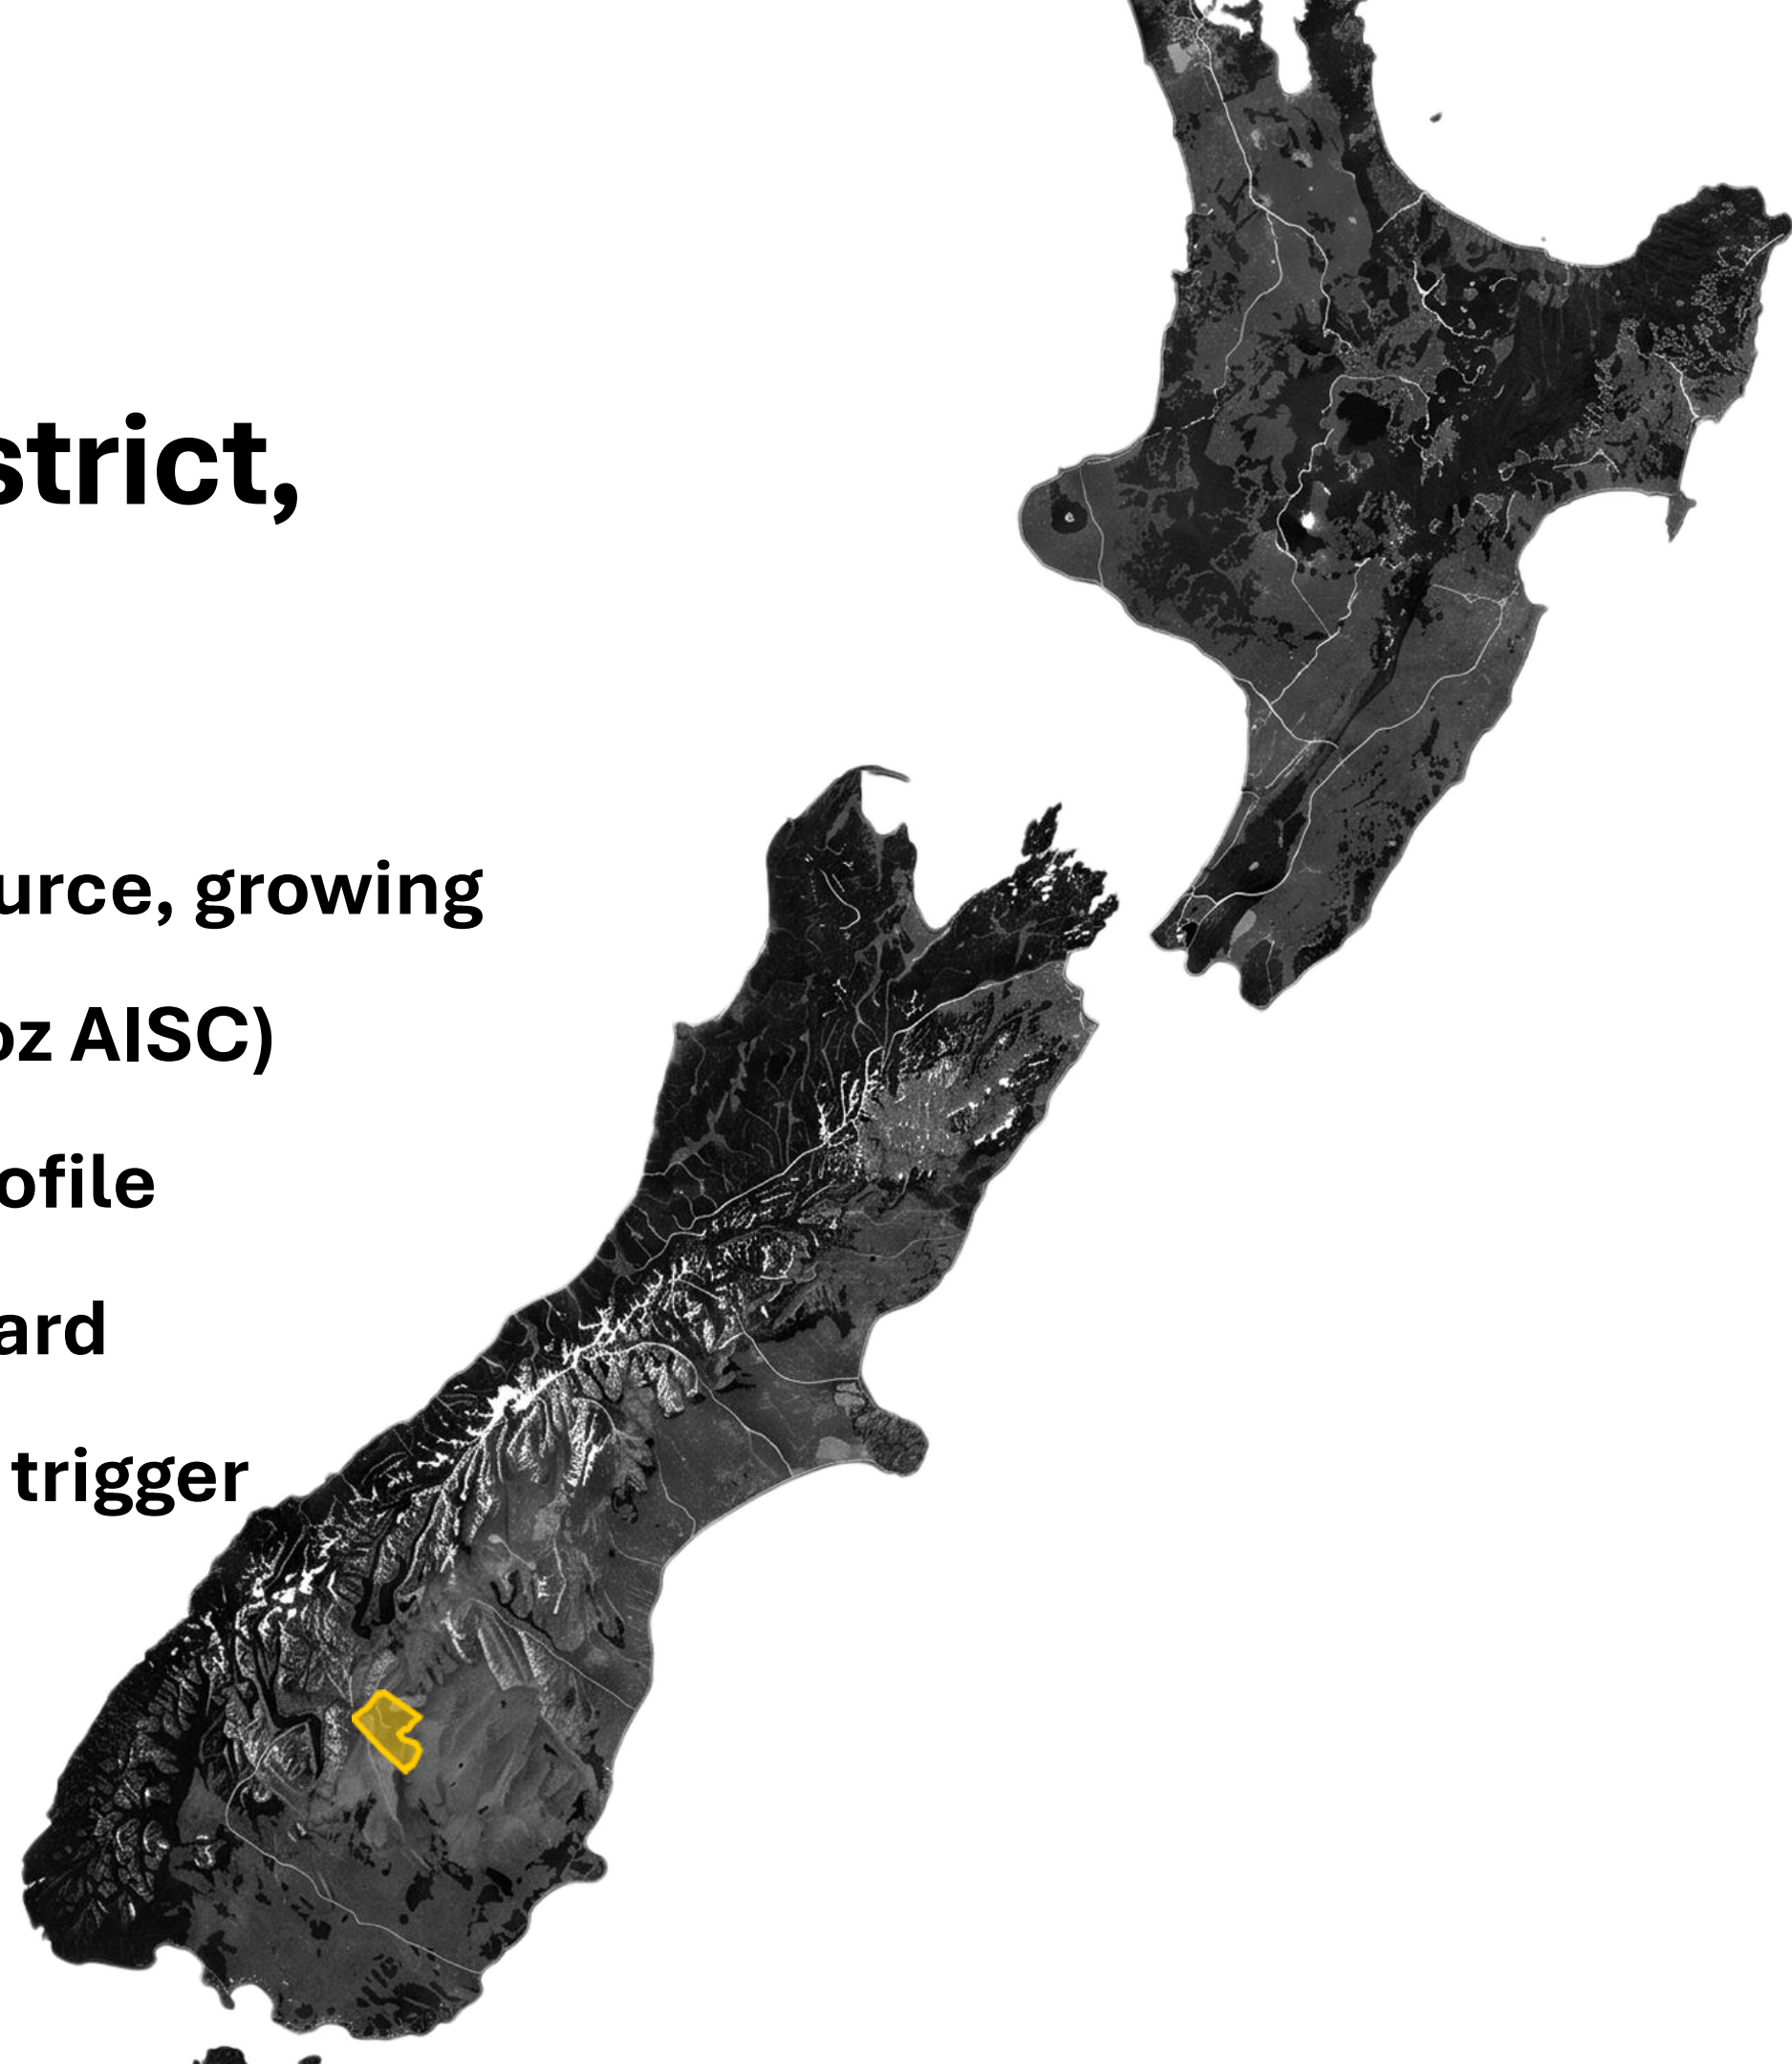 strict,
urce, growing
oz AISC)
ofile
ard
trigger